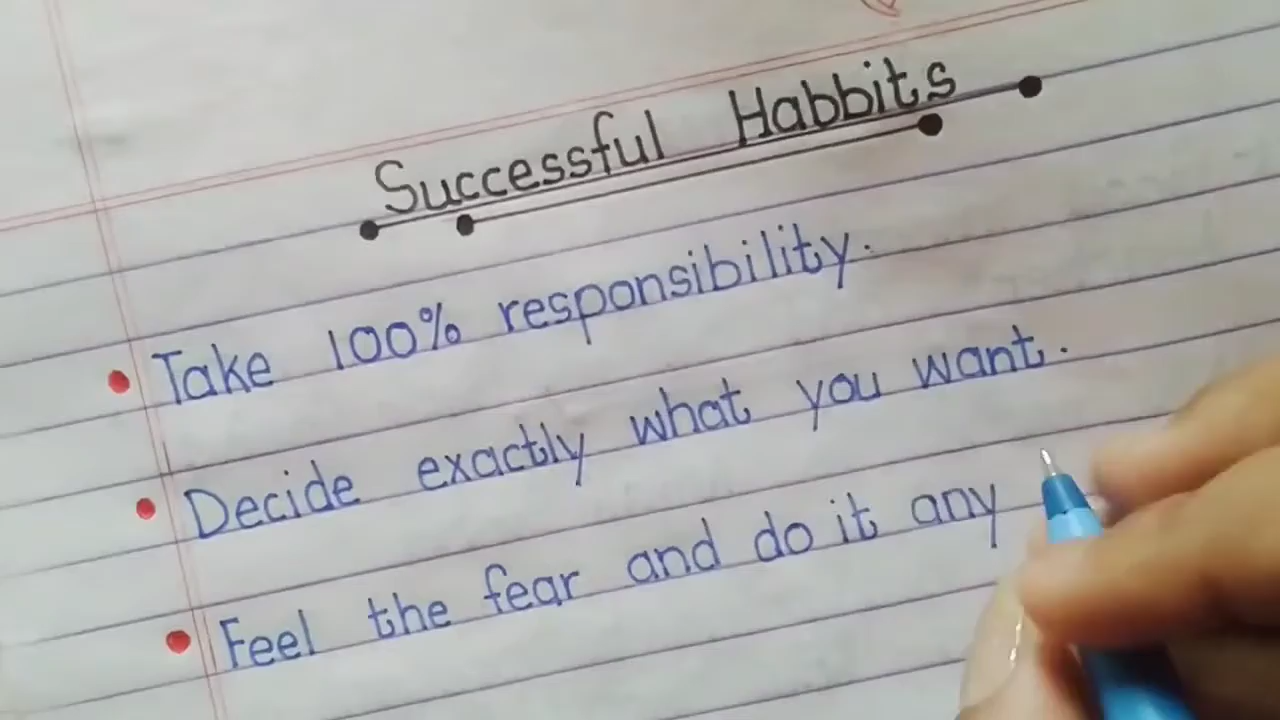 Successful Habbits
Take 100% responsibility.
Decide exactly what you want.
Feel the fear and do it any